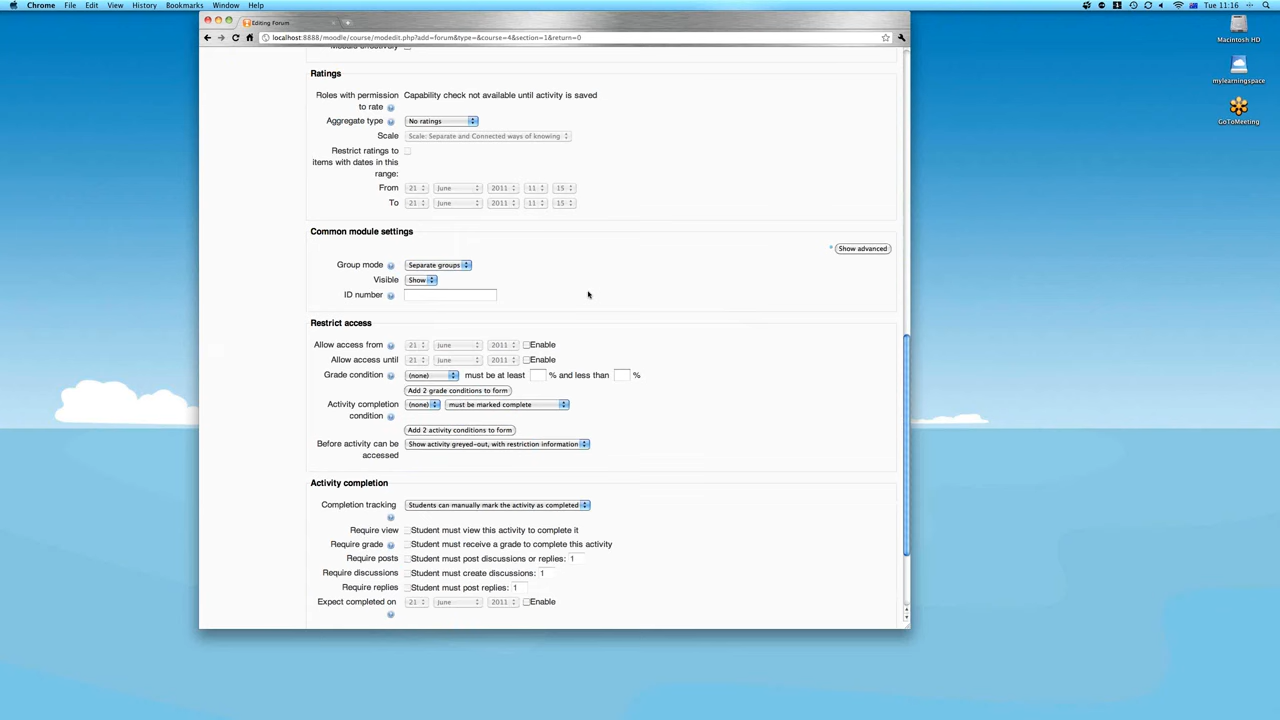 Chrome File Edit View History Bookmarks Window Help
Tue 11:16
Editing Forum
localhost:8888/moodle/course/modedit.php?add=forum&type=&course=4&section=1&return=0
Macintosh HD
mylearningspace
GoToMeeting
Ratings
Roles with permission to rate Capability check not available until activity is saved
Aggregate type No ratings
Scale Scale: Separate and Connected ways of knowing
Restrict ratings to
items with dates in this
range:
From 21 June 2011 11 15
To 21 June 2011 11 15
Common module settings
* Show advanced
Group mode Separate groups
Visible Show
ID number
Restrict access
Allow access from 21 June 2011 Enable
Allow access until 21 June 2011 Enable
Grade condition (none) must be at least % and less than %
Add 2 grade conditions to form
Activity completion condition (none) must be marked complete
Add 2 activity conditions to form
Before activity can be accessed Show activity greyed-out, with restriction information
Activity completion
Completion tracking Students can manually mark the activity as completed
Require view Student must view this activity to complete it
Require grade Student must receive a grade to complete this activity
Require posts Student must post discussions or replies: 1
Require discussions Student must create discussions: 1
Require replies Student must post replies: 1
Expect completed on 21 June 2011 Enable